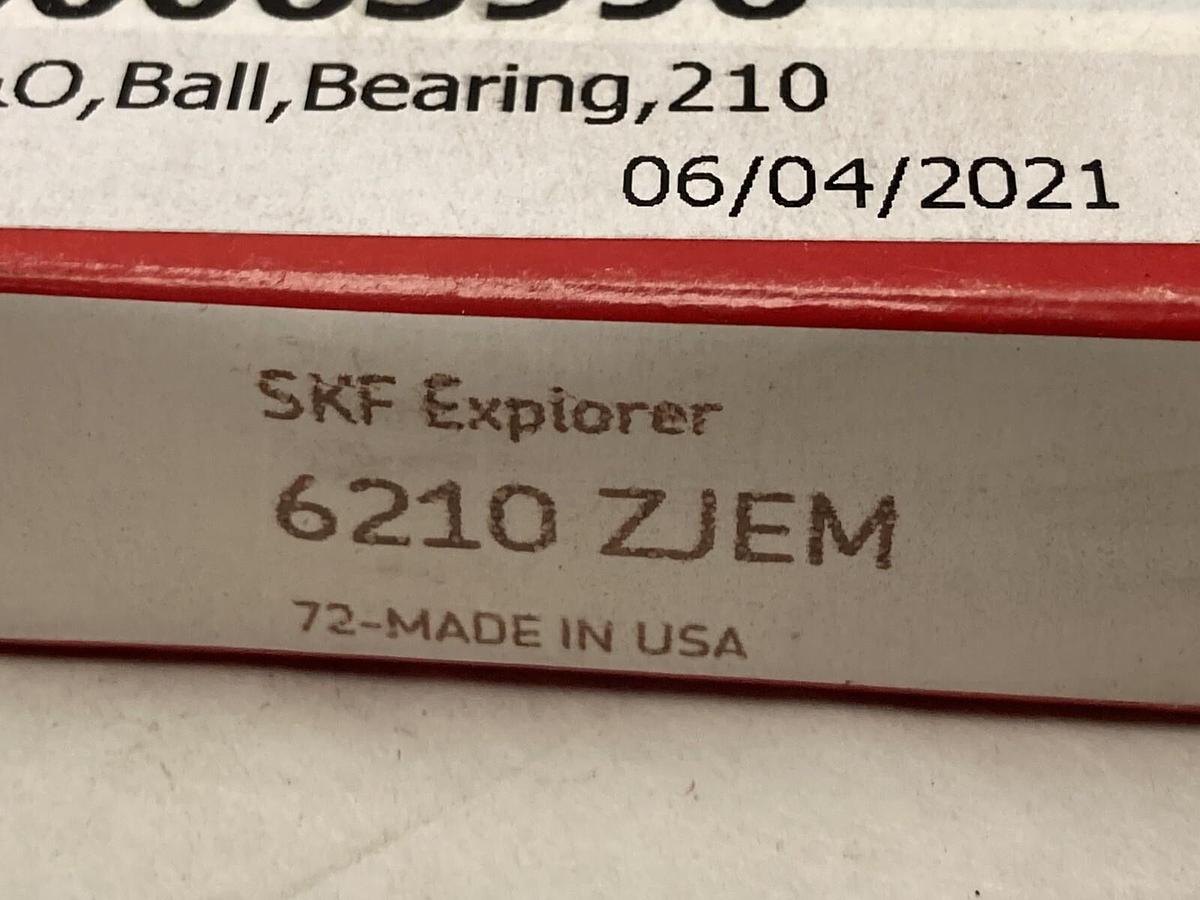 O,Ball,Bearing,210
06/04/2021
SKF Explorer
6210 ZJEM
72-MADE IN USA